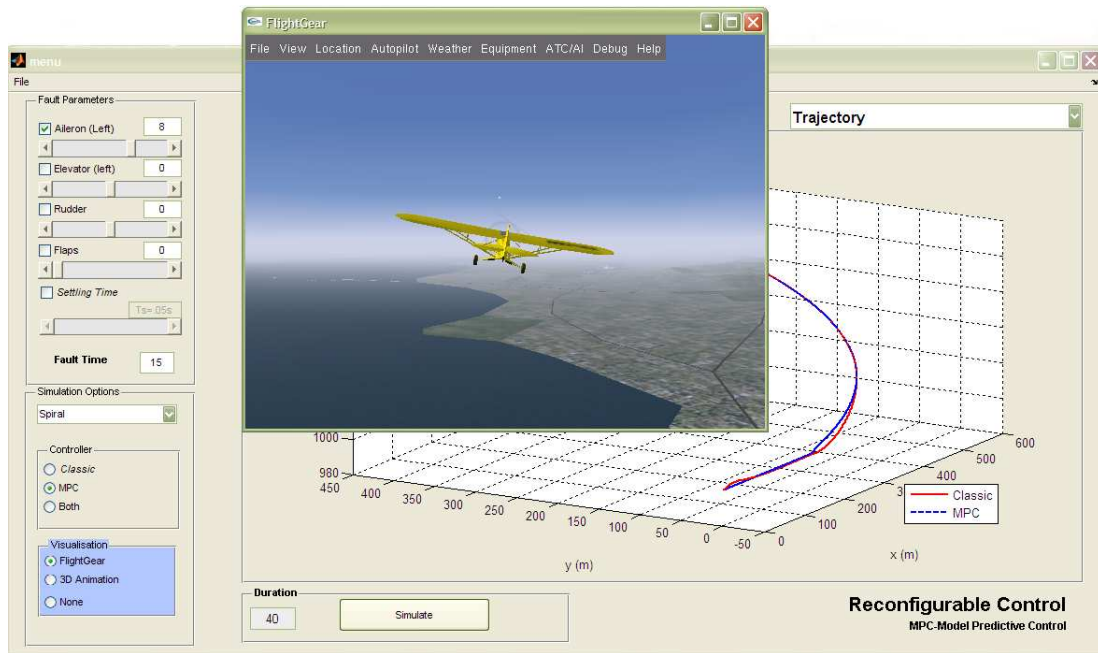 FlightGear
File View Location Autopilot Weather Equipment ATC/AI Debug Help
menu
File
Fault Parameters
Aileron (Left) 8
Elevator (left) 0
Rudder 0
Flaps 0
Settling Time
Ts=.05s
Fault Time 15
Simulation Options
Spiral
Controller
Classic
MPC
Both
Visualisation
FlightGear
3D Animation
None
Trajectory
1000
980
450 400 350 300 250 200 150 100 50 0 -50
y (m)
0 100 200 3 400 500 600
x (m)
Classic
MPC
Duration
40
Simulate
Reconfigurable Control
MPC-Model Predictive Control